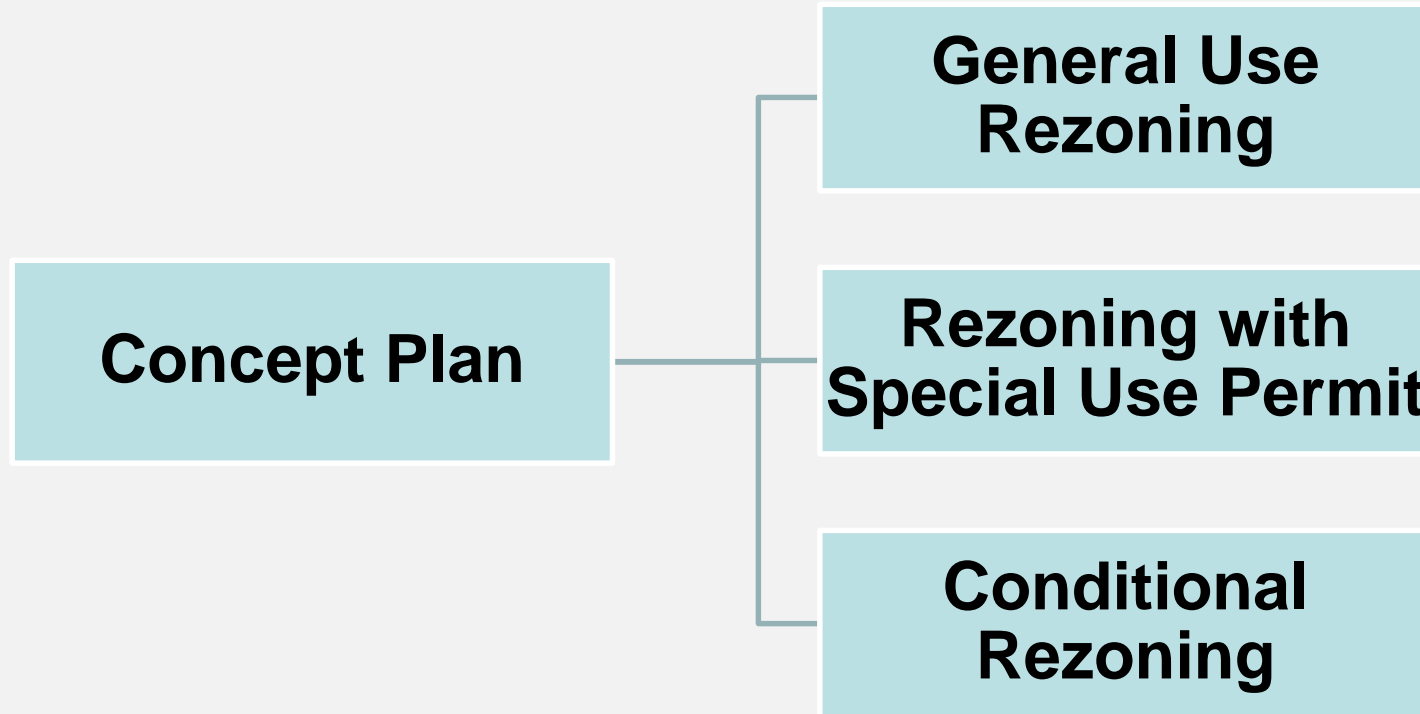 General Use
Rezoning
Concept Plan
Rezoning with
Special Use Permit
Conditional
Rezoning